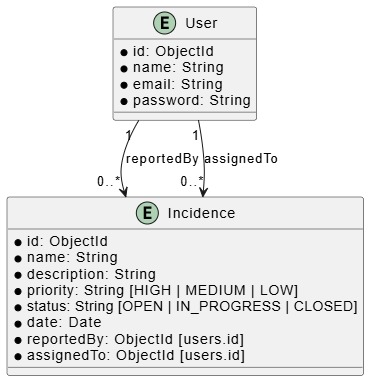 E User
id: ObjectId
name: String
email: String
password: String
1 1
reportedBy assignedTo
0..* 0..*
E Incidence
id: ObjectId
name: String
description: String
priority: String [HIGH | MEDIUM | LOW]
status: String [OPEN | IN_PROGRESS | CLOSED]
date: Date
reportedBy: ObjectId [users.id]
assignedTo: ObjectId [users.id]